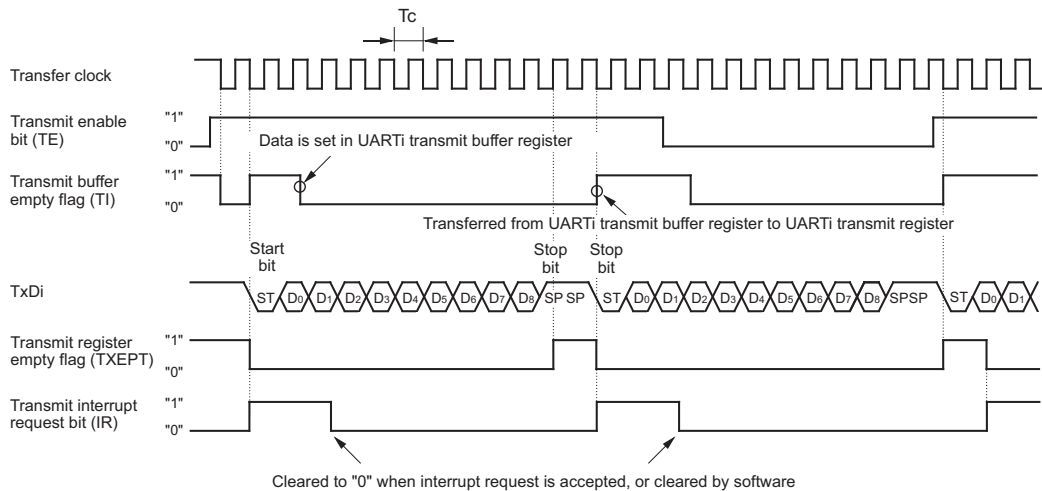 Tc
Transfer clock
Transmit enable
bit (TE)
"1"
"0"
Data is set in UARTi transmit buffer register
Transmit buffer
empty flag (TI)
"1"
"0"
Transferred from UARTi transmit buffer register to UARTi transmit register
Start
bit
Stop
bit
Stop
bit
TxDi
ST D0 D1 D2 D3 D4 D5 D6 D7 D8 SP SP ST D0 D1 D2 D3 D4 D5 D6 D7 D8 SPSP ST D0 D1
Transmit register
empty flag (TXEPT)
"1"
"0"
Transmit interrupt
request bit (IR)
"1"
"0"
Cleared to "0" when interrupt request is accepted, or cleared by software